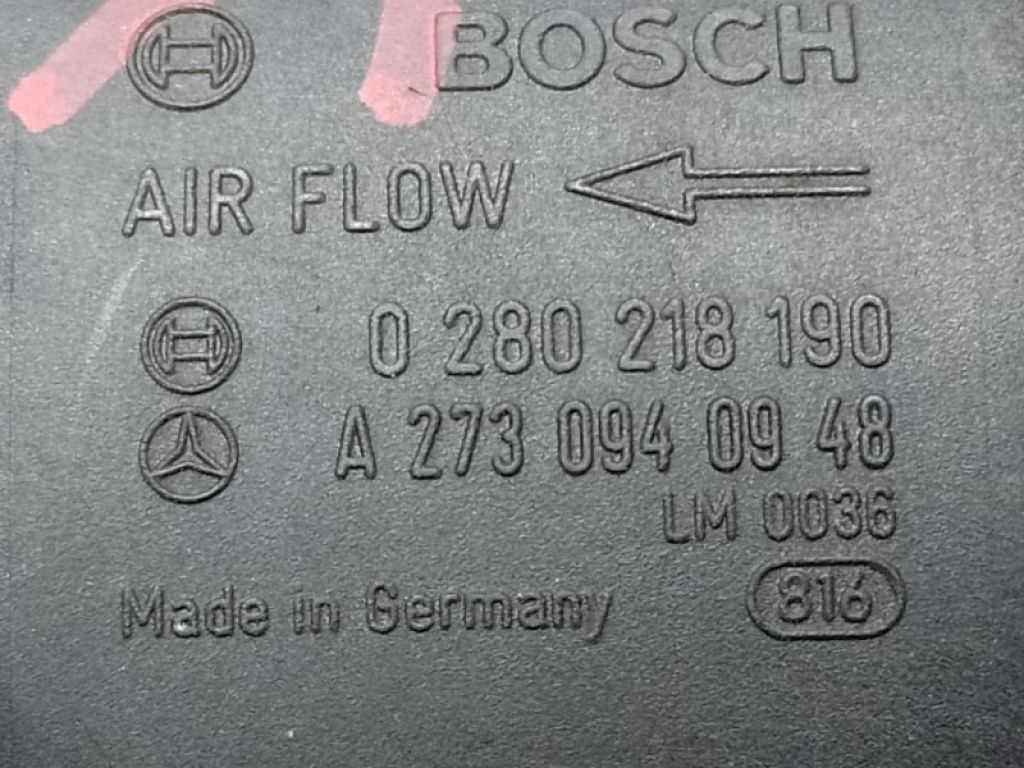 BOSCH
AIR FLOW
0 280 218 190
A 273 094 09 48
LM 0036
Made in Germany 816